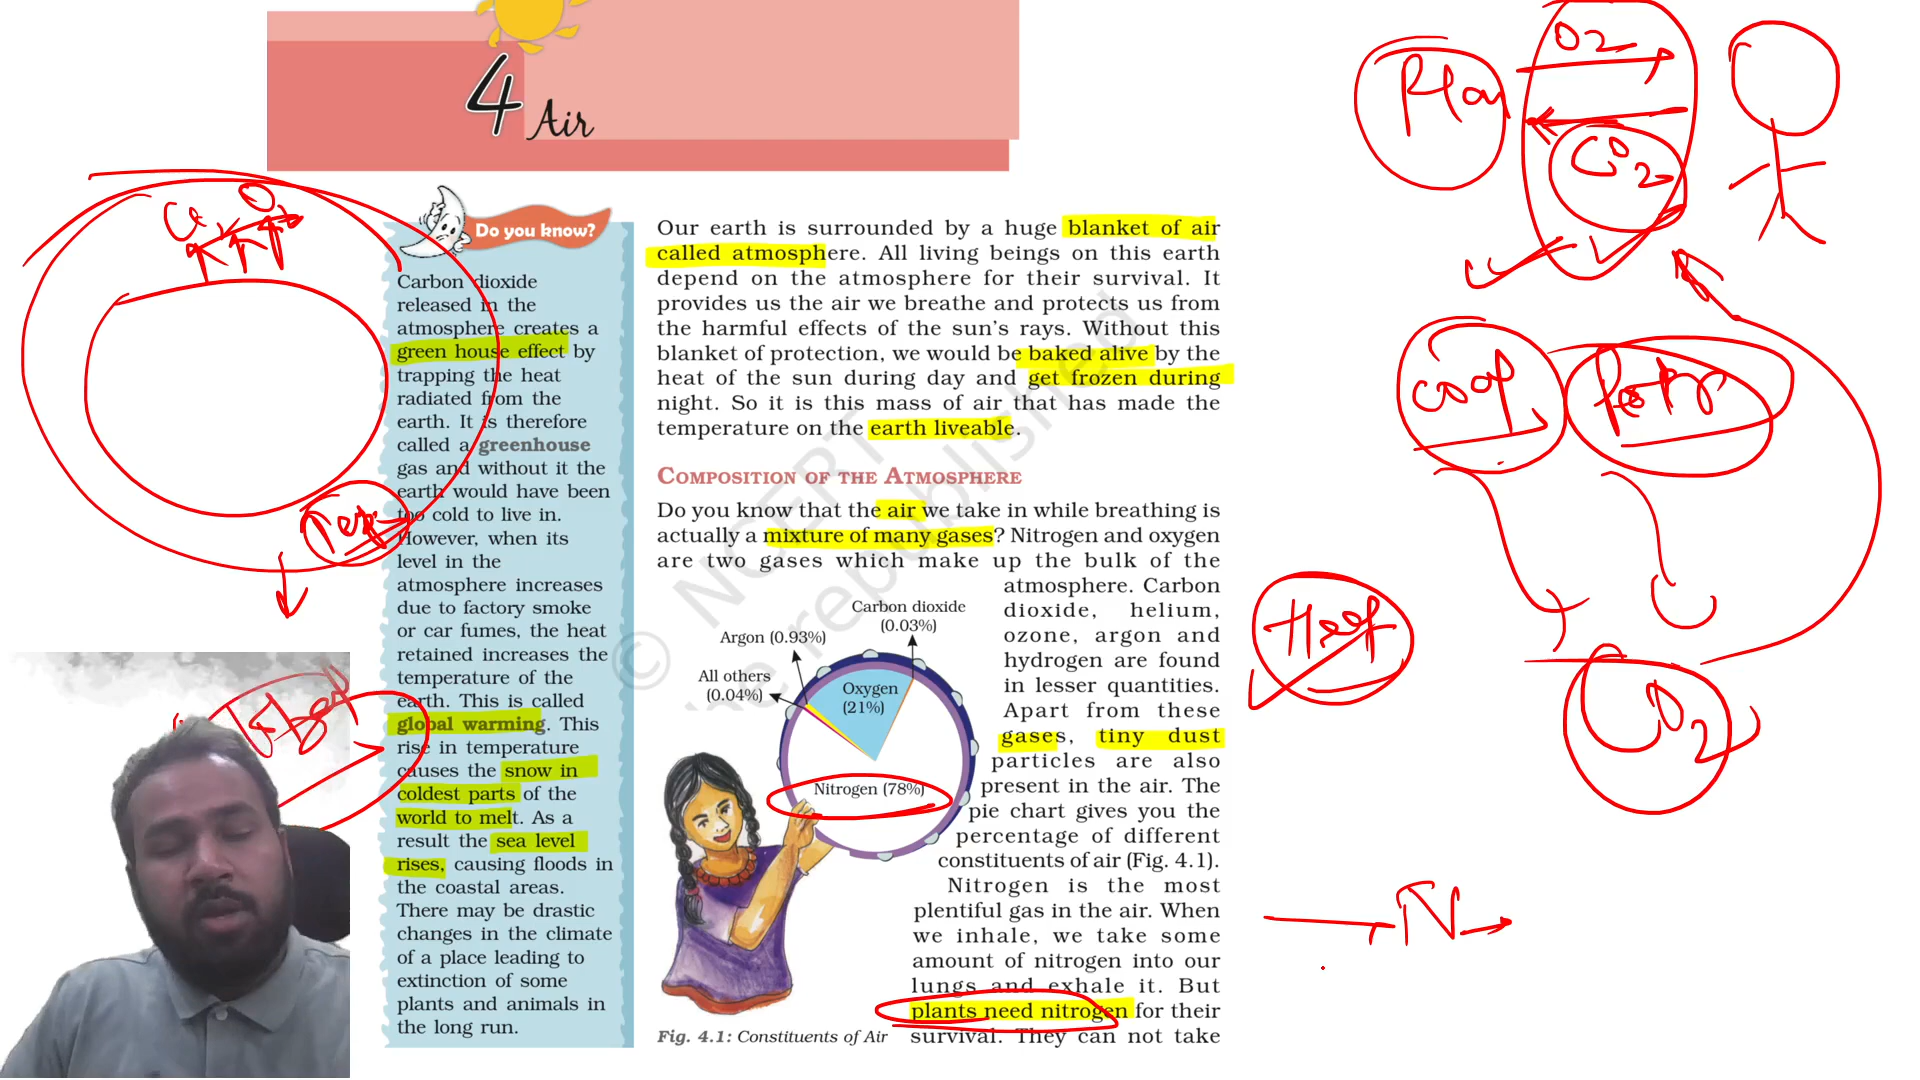 4 Air
Do you know?
Carbon dioxide
released in the
atmosphere creates a
green house effect by
trapping the heat
radiated from the
earth. It is therefore
called a greenhouse
gas and without it the
earth would have been
too cold to live in.
However, when its
level in the
atmosphere increases
due to factory smoke
or car fumes, the heat
retained increases the
temperature of the
earth. This is called
global warming. This
rise in temperature
causes the snow in
coldest parts of the
world to melt. As a
result the sea level
rises, causing floods in
the coastal areas.
There may be drastic
changes in the climate
of a place leading to
extinction of some
plants and animals in
the long run.
Our earth is surrounded by a huge blanket of air
called atmosphere. All living beings on this earth
depend on the atmosphere for their survival. It
provides us the air we breathe and protects us from
the harmful effects of the sun's rays. Without this
blanket of protection, we would be baked alive by the
heat of the sun during day and get frozen during
night. So it is this mass of air that has made the
temperature on the earth liveable.
COMPOSITION OF THE ATMOSPHERE
Do you know that the air we take in while breathing is
actually a mixture of many gases? Nitrogen and oxygen
are two gases which make up the bulk of the
atmosphere. Carbon
dioxide, helium,
ozone, argon and
hydrogen are found
in lesser quantities.
Apart from these
gases, tiny dust
particles are also
present in the air. The
pie chart gives you the
percentage of different
constituents of air (Fig. 4.1).
Nitrogen is the most
plentiful gas in the air. When
we inhale, we take some
amount of nitrogen into our
lungs and exhale it. But
plants need nitrogen for their
survival. They can not take
Carbon dioxide
(0.03%)
Argon (0.93%)
All others
(0.04%)
Oxygen
(21%)
Nitrogen (78%)
Fig. 4.1: Constituents of Air
© NCERT
be republished
O2
CO2
CO2
N